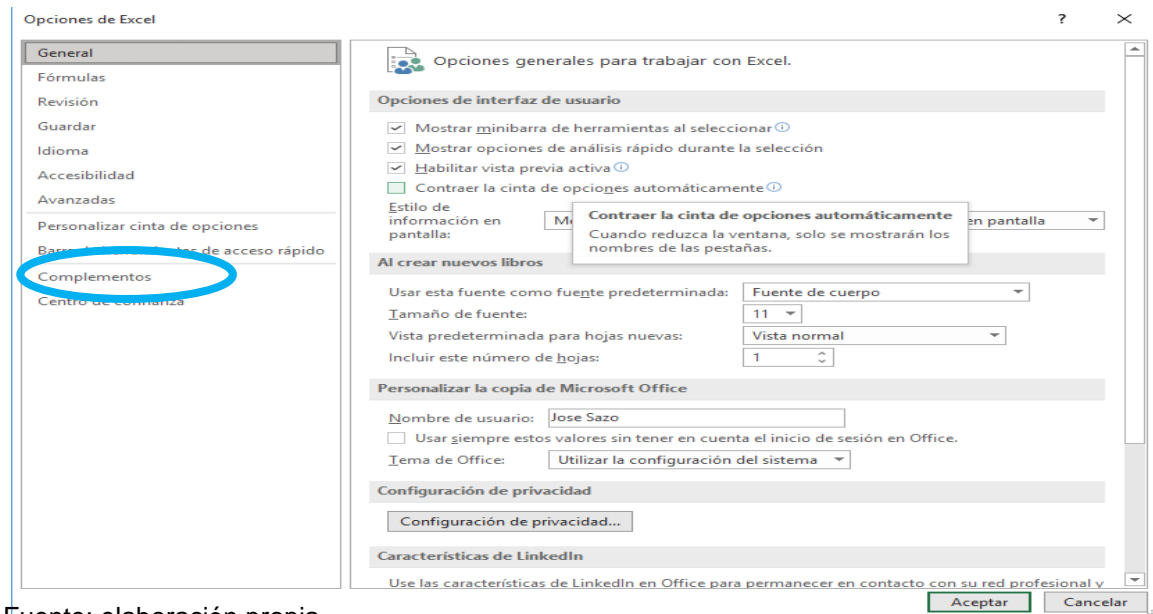 Opciones de Excel ? ×
General
Fórmulas
Revisión
Guardar
Idioma
Accesibilidad
Avanzadas
Personalizar cinta de opciones
de acceso rápido
Complementos
Centro de confianza
Opciones generales para trabajar con Excel.
Opciones de interfaz de usuario
Mostrar minibarra de herramientas al seleccionar
Mostrar opciones de análisis rápido durante la selección
Habilitar vista previa activa
Contraer la cinta de opciones automáticamente
Estilo de
información en
pantalla:
en pantalla
Contraer la cinta de opciones automáticamente
Cuando reduzca la ventana, solo se mostrarán los
nombres de las pestañas.
Al crear nuevos libros
Usar esta fuente como fuente predeterminada: Fuente de cuerpo
Tamaño de fuente: 11
Vista predeterminada para hojas nuevas: Vista normal
Incluir este número de hojas: 1
Personalizar la copia de Microsoft Office
Nombre de usuario: Jose Sazo
Usar siempre estos valores sin tener en cuenta el inicio de sesión en Office.
Tema de Office: Utilizar la configuración del sistema
Configuración de privacidad
Configuración de privacidad...
Características de LinkedIn
Use las características de LinkedIn en Office para permanecer en contacto con su red profesional y
Aceptar Cancelar
Fuente: elaboración propia